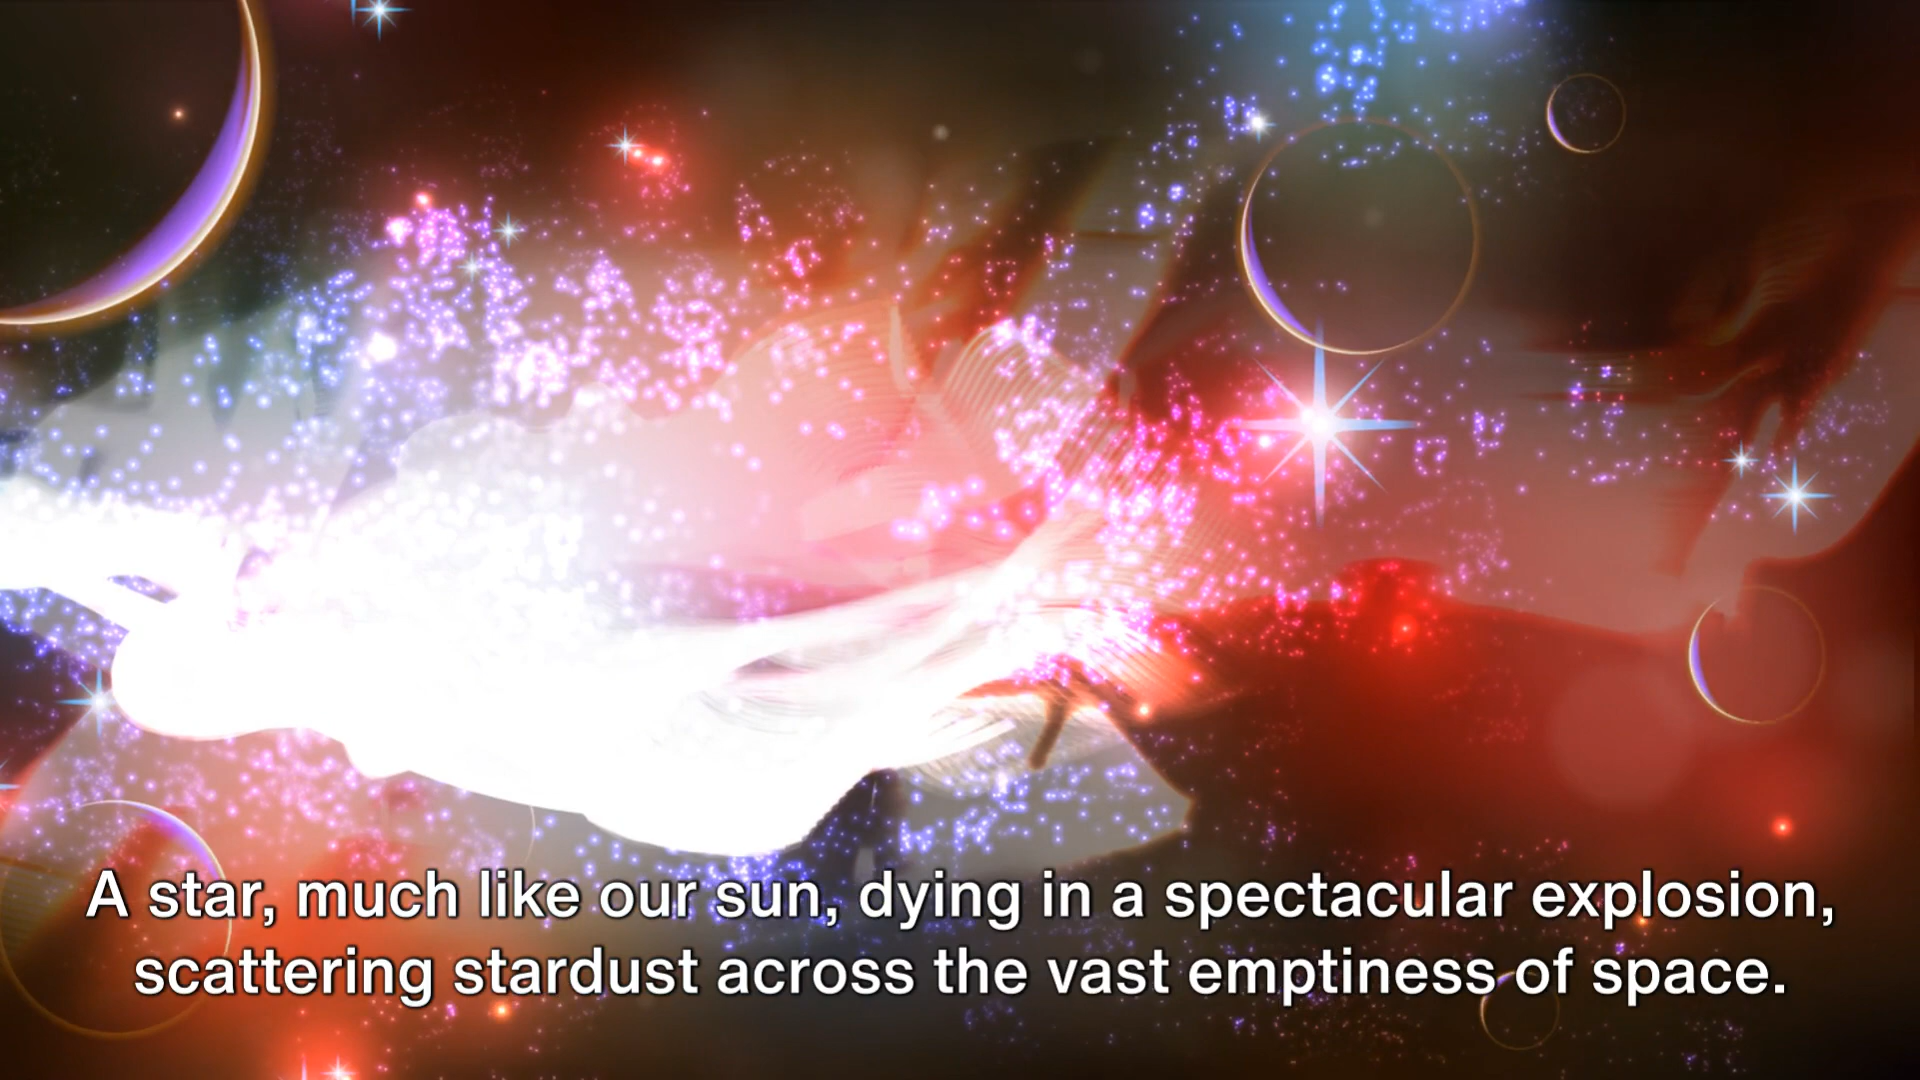 A star, much like our sun, dying in a spectacular explosion,
scattering stardust across the vast emptiness of space.